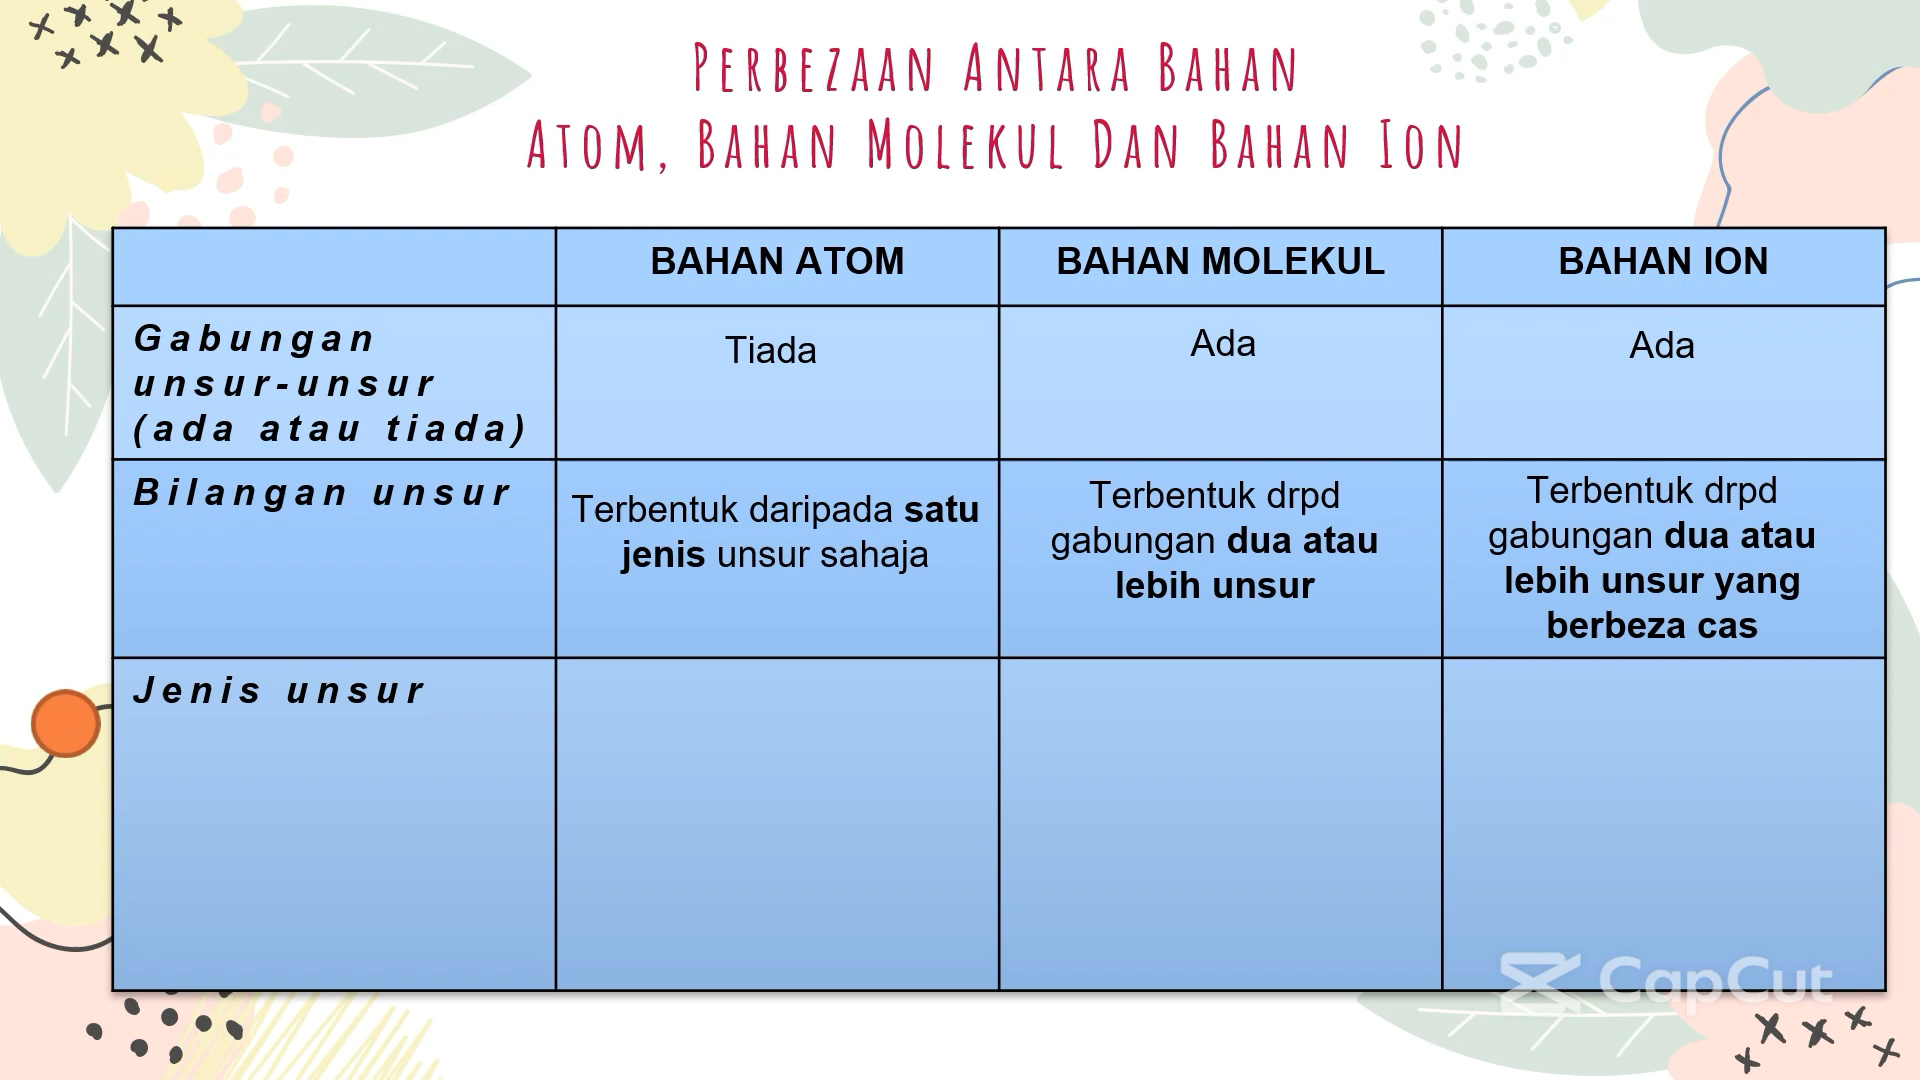 Perbezaan Antara Bahan
Atom, Bahan Molekul Dan Bahan Ion
BAHAN ATOM
BAHAN MOLEKUL
BAHAN ION
Gabungan
unsur-unsur
(ada atau tiada)
Tiada
Ada
Ada
Bilangan unsur
Terbentuk daripada satu
jenis unsur sahaja
Terbentuk drpd
gabungan dua atau
lebih unsur
Terbentuk drpd
gabungan dua atau
lebih unsur yang
berbeza cas
Jenis unsur
CapCut